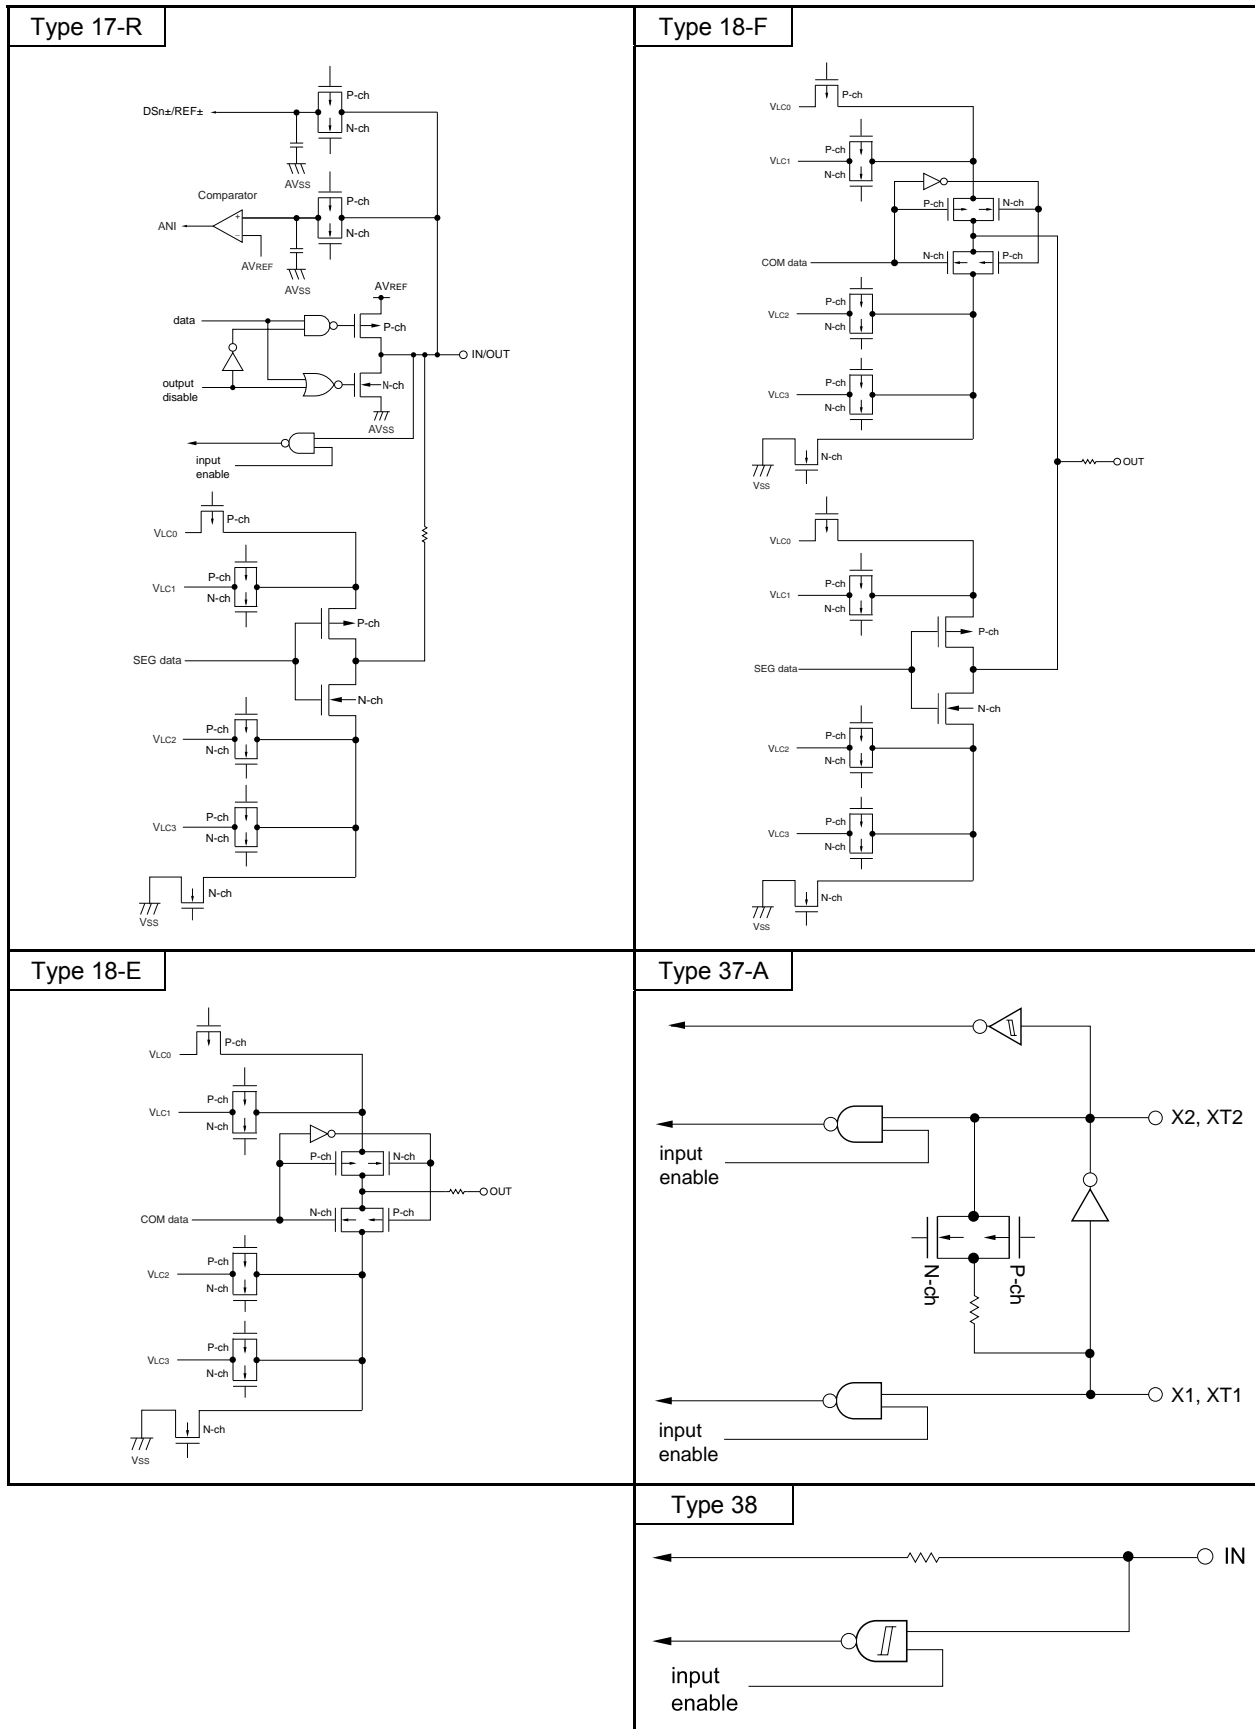 Type 17-R
P-ch
DSn±/REF±
N-ch
AVSS
Comparator
P-ch
+
ANI
N-ch
–
AVREF
AVSS
AVREF
data
P-ch
IN/OUT
output
disable
N-ch
AVSS
input
enable
P-ch
VLC0
P-ch
VLC1
N-ch
P-ch
SEG data
N-ch
P-ch
VLC2
N-ch
P-ch
VLC3
N-ch
N-ch
VSS
Type 18-F
P-ch
VLC0
P-ch
VLC1
N-ch
P-ch
N-ch
N-ch
P-ch
COM data
P-ch
VLC2
N-ch
P-ch
VLC3
N-ch
N-ch
OUT
VSS
P-ch
VLC0
P-ch
VLC1
N-ch
P-ch
SEG data
N-ch
P-ch
VLC2
N-ch
P-ch
VLC3
N-ch
N-ch
VSS
Type 18-E
P-ch
VLC0
P-ch
VLC1
N-ch
P-ch
N-ch
OUT
N-ch
P-ch
COM data
P-ch
VLC2
N-ch
P-ch
VLC3
N-ch
N-ch
VSS
Type 37-A
X2, XT2
input
enable
N-ch
P-ch
X1, XT1
input
enable
Type 38
IN
input
enable